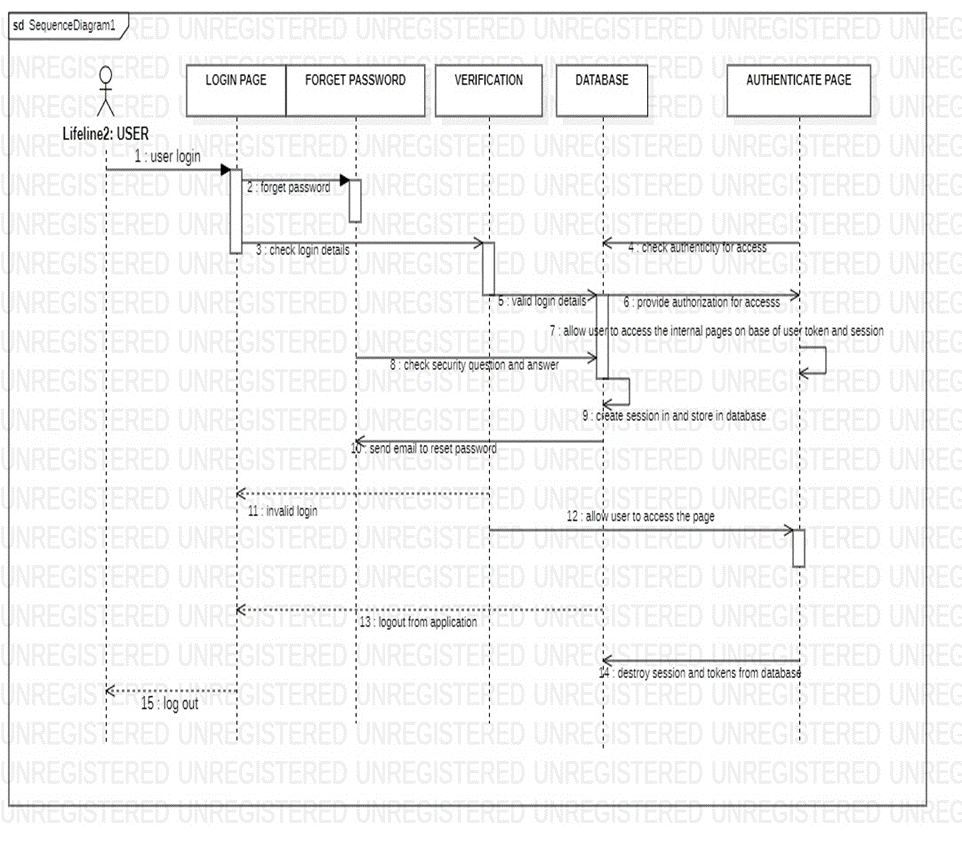 sd SequenceDiagram1
LOGIN PAGE
FORGET PASSWORD
VERIFICATION
DATABASE
AUTHENTICATE PAGE
Lifeline2: USER
1 : user login
2 : forget password
3 : check login details
4 : check authenticity for access
5 : valid login details
6 : provide authorization for accesss
7 : allow user to access the internal pages on base of user token and session
8 : check security question and answer
9 : create session in and store in database
10 : send email to reset password
11 : invalid login
12 : allow user to access the page
13 : logout from application
14 : destroy session and tokens from database
15 : log out
UNREGISTERED